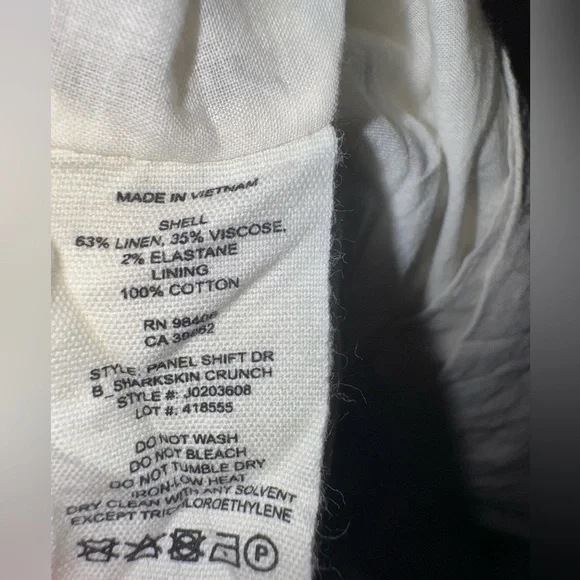 MADE IN VIETNAM
SHELL
63% LINEN, 35% VISCOSE,
2% ELASTANE
LINING
100% COTTON
RN
CA
STYLE: PANEL SHIFT DR
B_SHARKSKIN CRUNCH
STYLE #: J0203608
LOT #: 418555
DO NOT WASH
DO NOT BLEACH
DO NOT TUMBLE DRY
IRON-LOW HEAT
DRY CLEAN WITH ANY SOLVENT
EXCEPT TRICHLOROETHYLENE
P